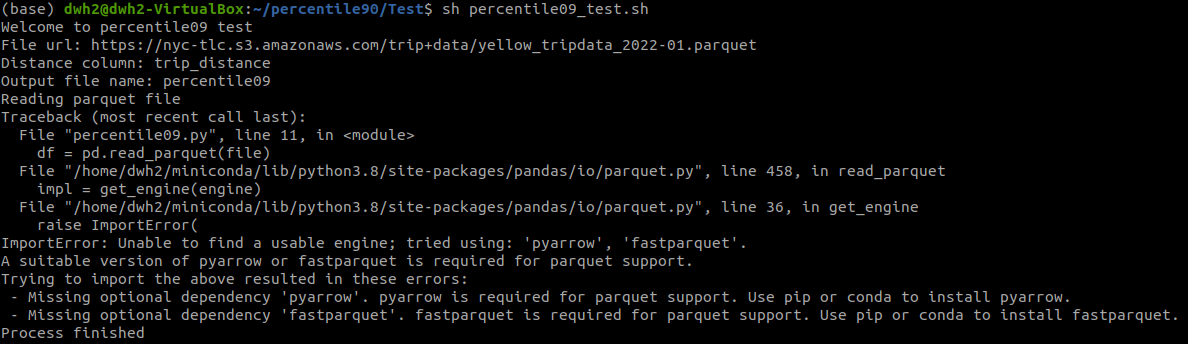 (base) dwh2@dwh2-VirtualBox:~/percentile90/Test$ sh percentile09_test.sh
Welcome to percentile09 test
File url: https://nyc-tlc.s3.amazonaws.com/trip+data/yellow_tripdata_2022-01.parquet
Distance column: trip_distance
Output file name: percentile09
Reading parquet file
Traceback (most recent call last):
  File "percentile09.py", line 11, in <module>
    df = pd.read_parquet(file)
  File "/home/dwh2/miniconda/lib/python3.8/site-packages/pandas/io/parquet.py", line 458, in read_parquet
    impl = get_engine(engine)
  File "/home/dwh2/miniconda/lib/python3.8/site-packages/pandas/io/parquet.py", line 36, in get_engine
    raise ImportError(
ImportError: Unable to find a usable engine; tried using: 'pyarrow', 'fastparquet'.
A suitable version of pyarrow or fastparquet is required for parquet support.
Trying to import the above resulted in these errors:
 - Missing optional dependency 'pyarrow'. pyarrow is required for parquet support. Use pip or conda to install pyarrow.
 - Missing optional dependency 'fastparquet'. fastparquet is required for parquet support. Use pip or conda to install fastparquet.
Process finished